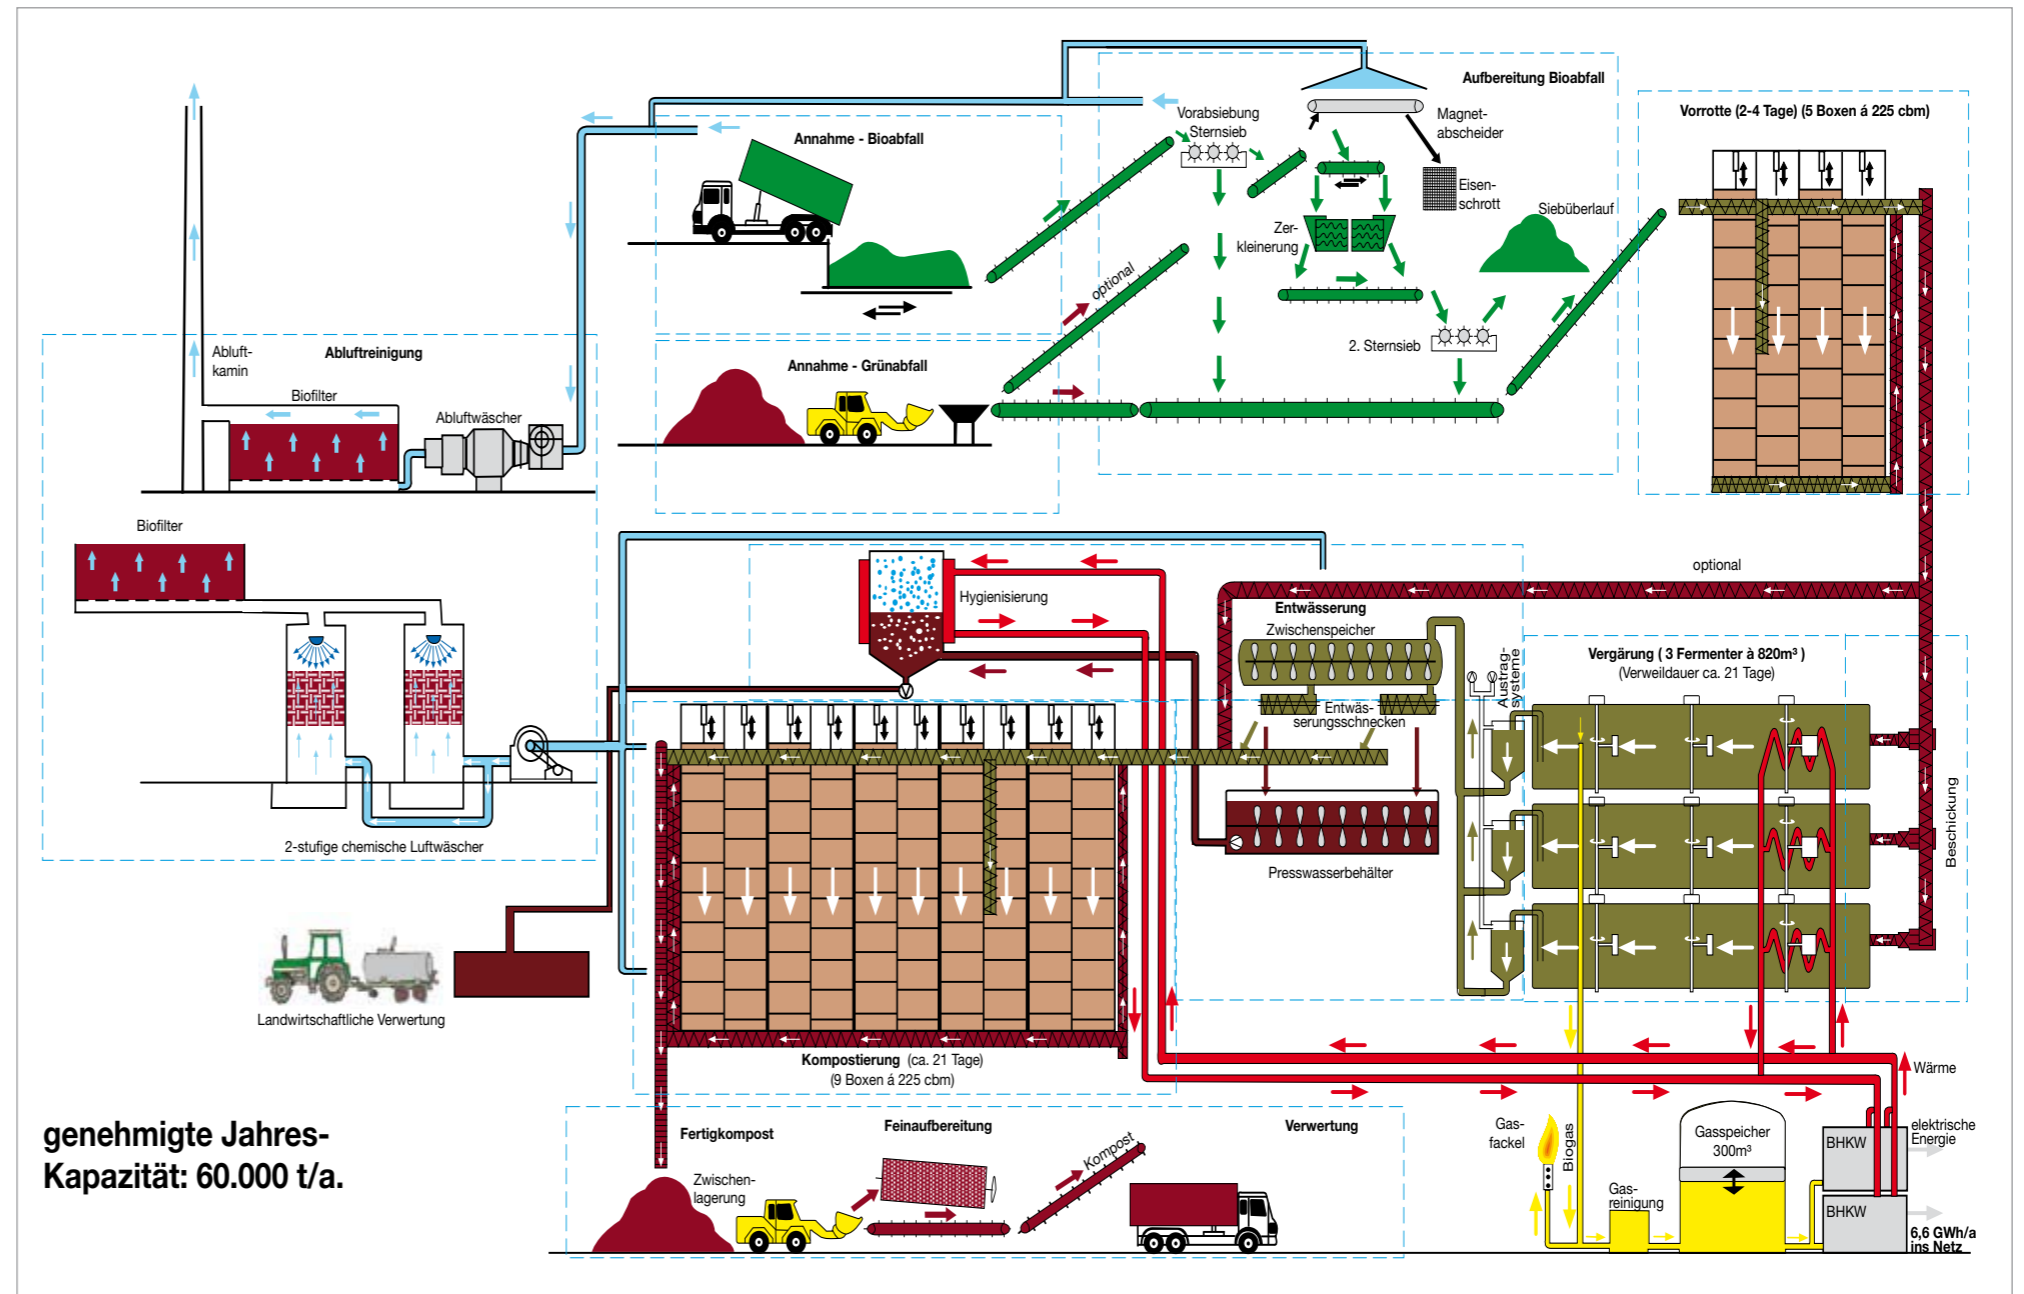 Aufbereitung Bioabfall
Vorrotte (2-4 Tage) (5 Boxen á 225 cbm)
Annahme - Bioabfall
Vorabsiebung
Sternsieb
Magnet-
abscheider
Eisen-
schrott
Siebüberlauf
Zer-
kleinerung
optional
2. Sternsieb
Annahme - Grünabfall
Abluft-
kamin
Abluftreinigung
Biofilter
Abluftwäscher
Biofilter
2-stufige chemische Luftwäscher
optional
Hygienisierung
Entwässerung
Zwischenspeicher
Entwäs-
serungsschnecken
Austrag-
systeme
Vergärung ( 3 Fermenter à 820m³ )
(Verweildauer ca. 21 Tage)
Beschickung
Presswasserbehälter
Landwirtschaftliche Verwertung
Kompostierung (ca. 21 Tage)
(9 Boxen á 225 cbm)
Wärme
genehmigte Jahres-
Kapazität: 60.000 t/a.
Fertigkompost
Feinaufbereitung
Verwertung
Zwischen-
lagerung
Kompost
Gas-
fackel
Biogas
Gas-
reinigung
Gasspeicher
300m³
BHKW
elektrische
Energie
BHKW
6,6 GWh/a
ins Netz